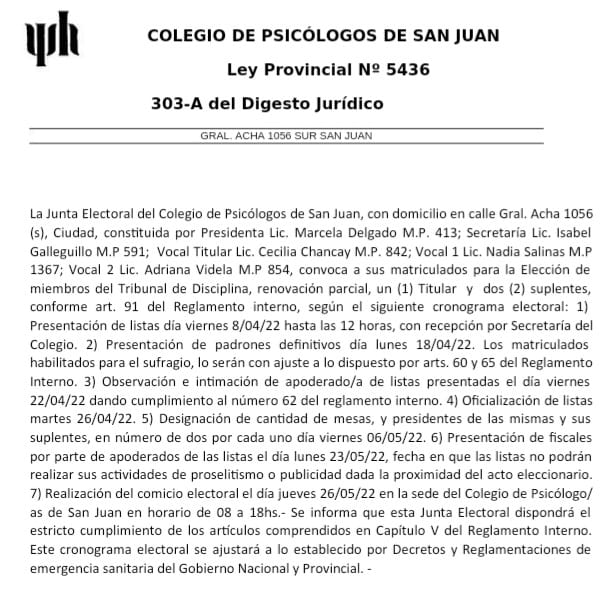 COLEGIO DE PSICÓLOGOS DE SAN JUAN
Ley Provincial Nº 5436
303-A del Digesto Jurídico
GRAL. ACHA 1056 SUR SAN JUAN
La Junta Electoral del Colegio de Psicólogos de San Juan, con domicilio en calle Gral. Acha 1056
(s), Ciudad, constituida por Presidenta Lic. Marcela Delgado M.P. 413; Secretaría Lic. Isabel
Galleguillo M.P 591; Vocal Titular Lic. Cecilia Chancay M.P. 842; Vocal 1 Lic. Nadia Salinas M.P
1367; Vocal 2 Lic. Adriana Videla M.P 854, convoca a sus matriculados para la Elección de
miembros del Tribunal de Disciplina, renovación parcial, un (1) Titular y dos (2) suplentes,
conforme art. 91 del Reglamento interno, según el siguiente cronograma electoral: 1)
Presentación de listas día viernes 8/04/22 hasta las 12 horas, con recepción por Secretaría del
Colegio. 2) Presentación de padrones definitivos día lunes 18/04/22. Los matriculados
habilitados para el sufragio, lo serán con ajuste a lo dispuesto por arts. 60 y 65 del Reglamento
Interno. 3) Observación e intimación de apoderado/a de listas presentadas el día viernes
22/04/22 dando cumplimiento al número 62 del reglamento interno. 4) Oficialización de listas
martes 26/04/22. 5) Designación de cantidad de mesas, y presidentes de las mismas y sus
suplentes, en número de dos por cada uno día viernes 06/05/22. 6) Presentación de fiscales
por parte de apoderados de las listas el día lunes 23/05/22, fecha en que las listas no podrán
realizar sus actividades de proselitismo o publicidad dada la proximidad del acto eleccionario.
7) Realización del comicio electoral el día jueves 26/05/22 en la sede del Colegio de Psicólogo/
as de San Juan en horario de 08 a 18hs.- Se informa que esta Junta Electoral dispondrá el
estricto cumplimiento de los artículos comprendidos en Capítulo V del Reglamento Interno.
Este cronograma electoral se ajustará a lo establecido por Decretos y Reglamentaciones de
emergencia sanitaria del Gobierno Nacional y Provincial. -